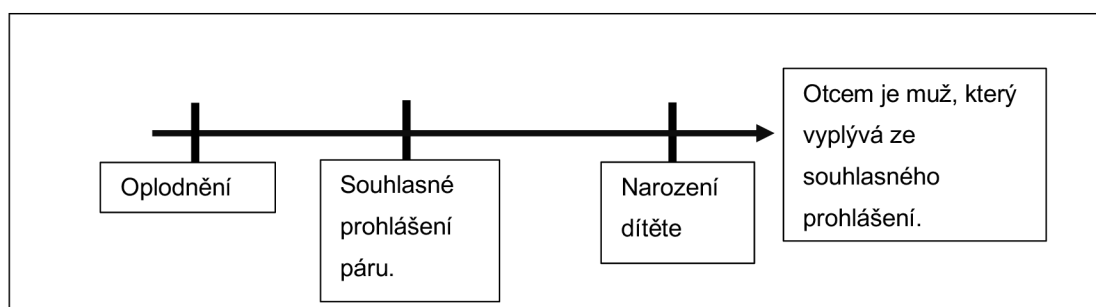 Oplodnění
Souhlasné
prohlášení
páru.
Narození
dítěte
Otcem je muž, který
vyplývá ze
souhlasného
prohlášení.